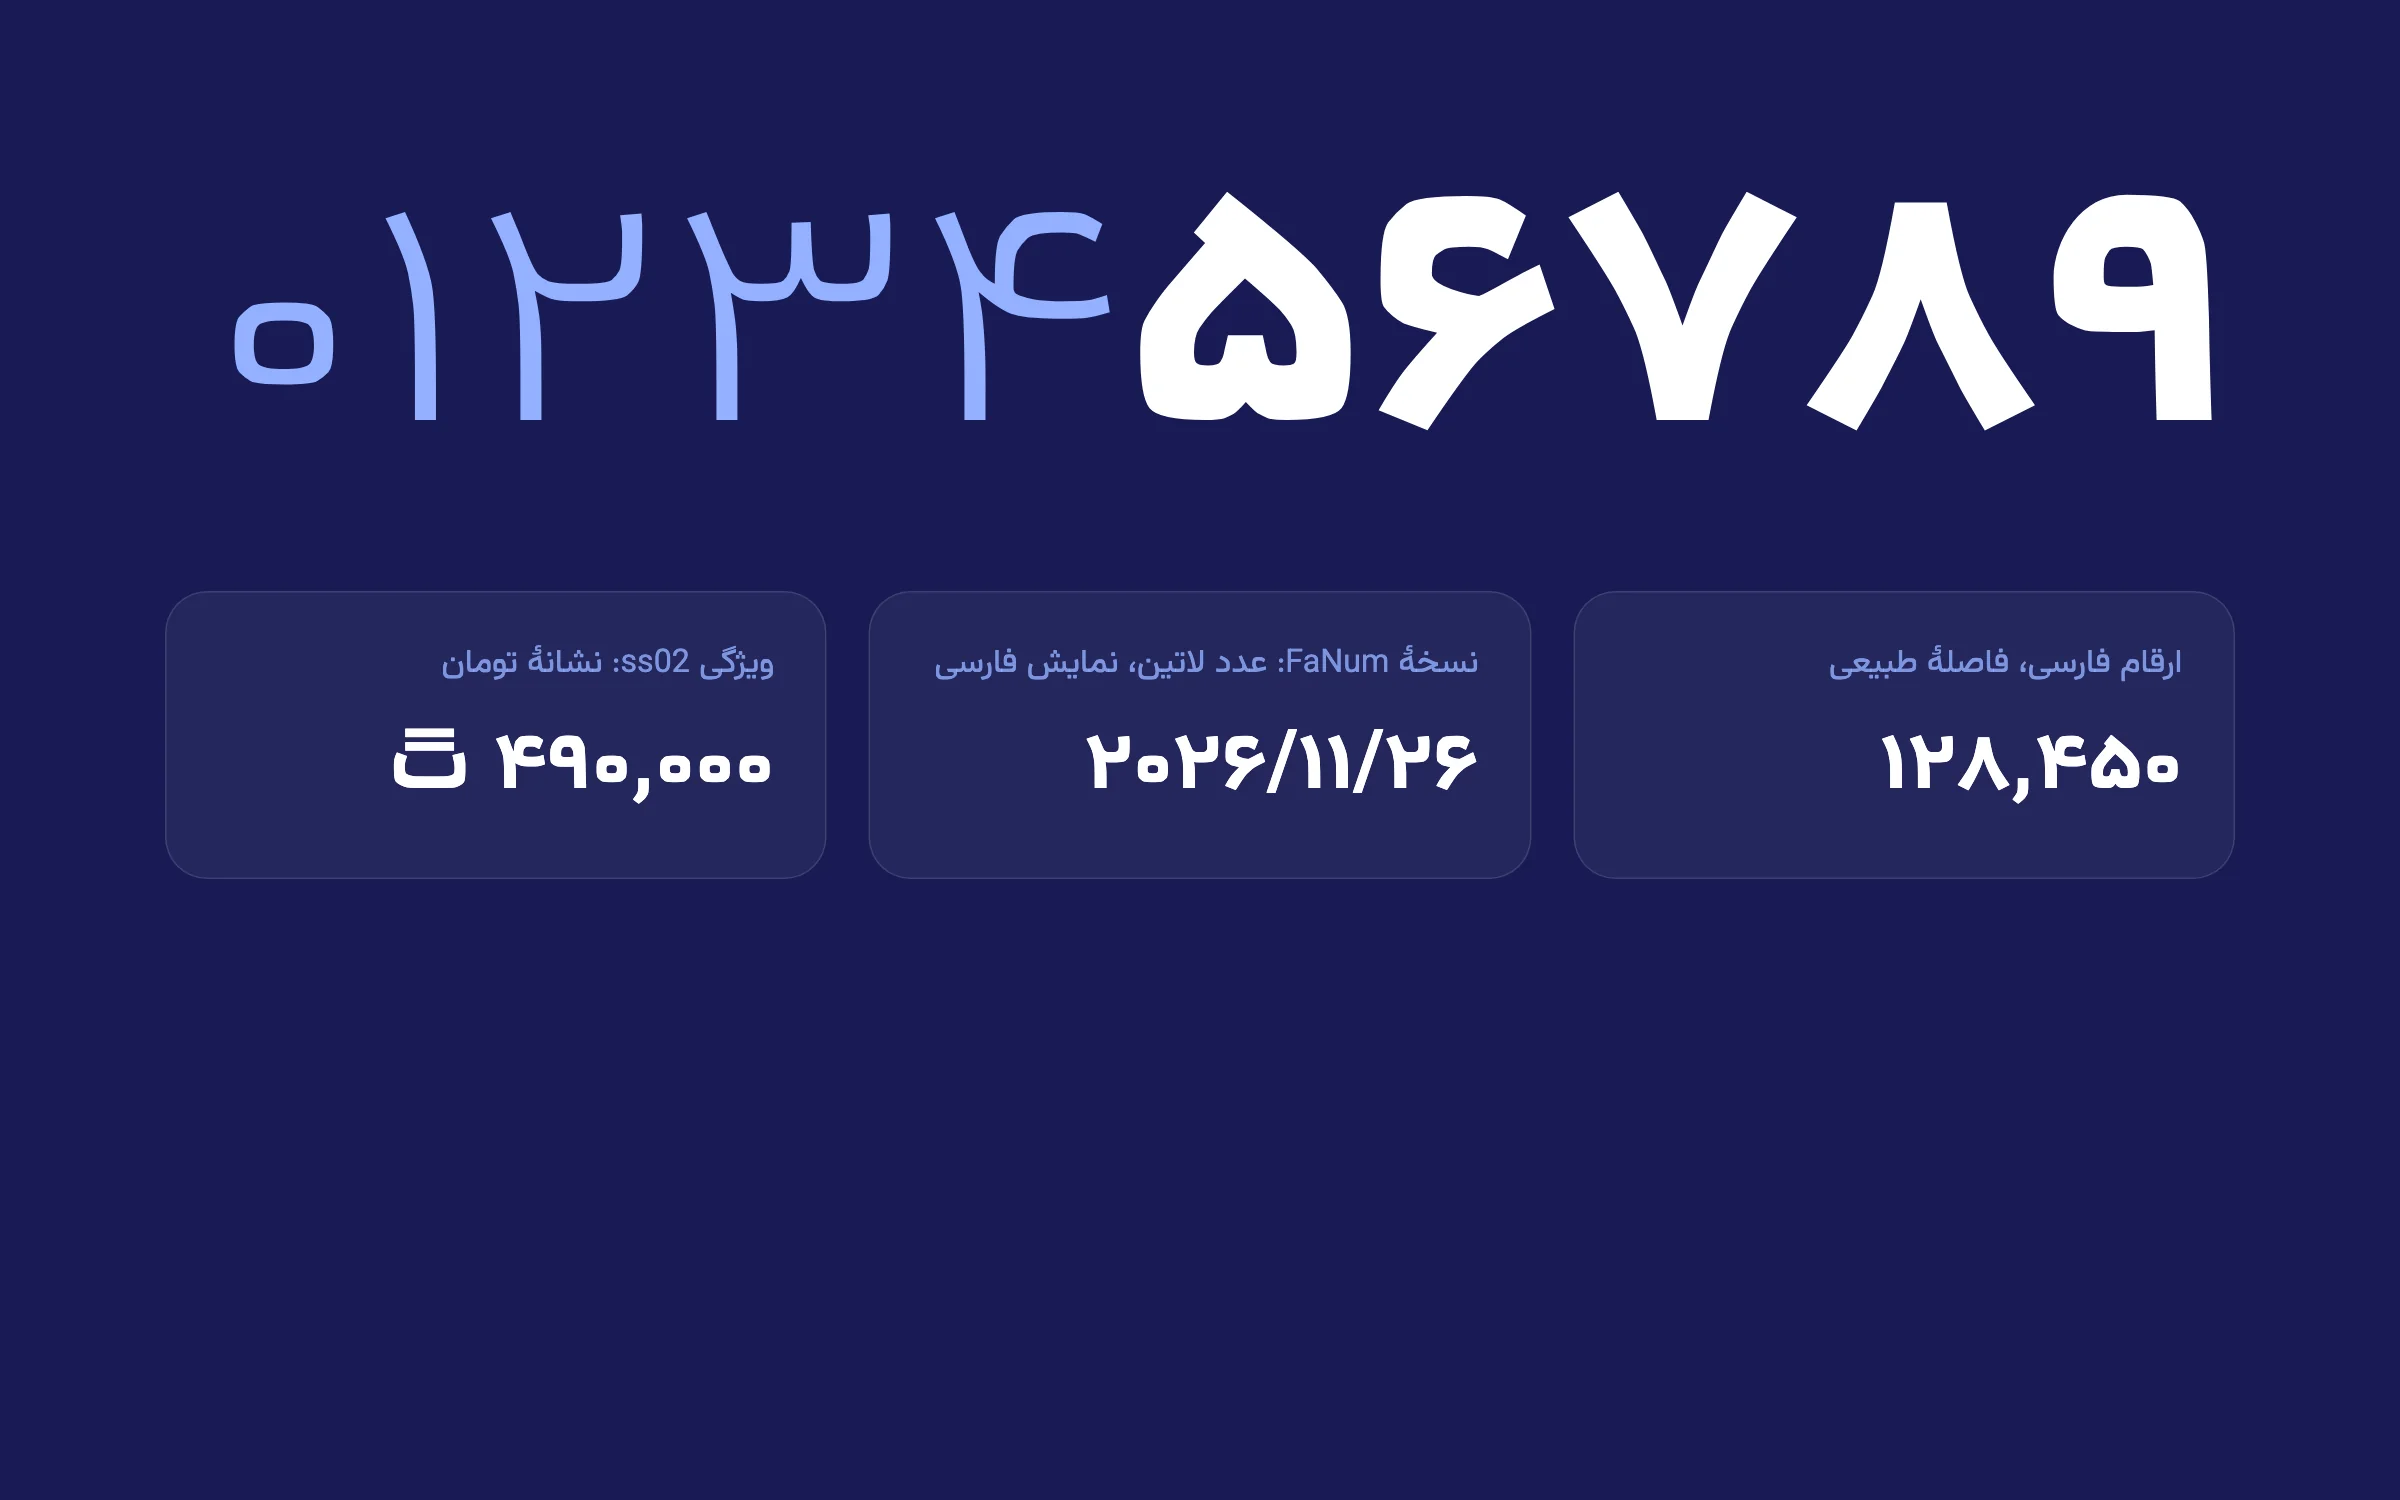 ۰۱۲۳۴۵۶۷۸۹
ارقام فارسی، فاصلهٔ طبیعی
۱۲۸,۴۵۰
نسخهٔ FaNum: عدد لاتین، نمایش فارسی
۲۰۲۶/۱۱/۲۶
ویژگی ss02: نشانهٔ تومان
۴۹۰,۰۰۰